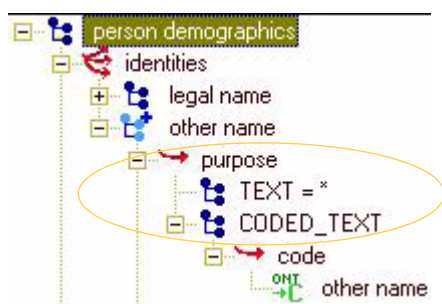 person demographics
identities
legal name
other name
purpose
TEXT = *
CODED_TEXT
code
ONT
C other name